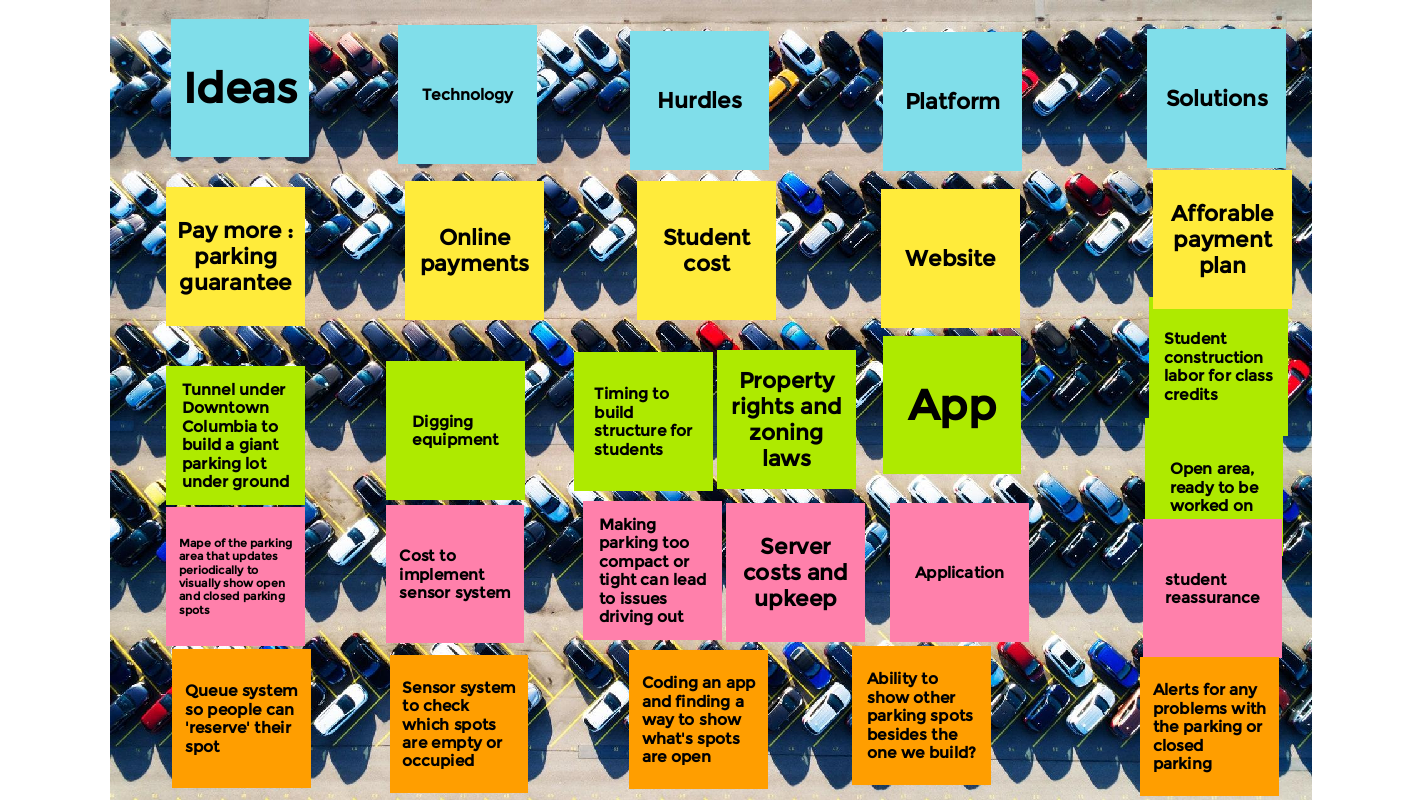 Ideas
Technology
Hurdles
Platform
Solutions
Pay more :
parking
guarantee
Online
payments
Student
cost
Website
Afforable
payment
plan
Tunnel under
Downtown
Columbia to
build a giant
parking lot
under ground
Digging
equipment
Timing to
build
structure for
students
Property
rights and
zoning
laws
App
Student
construction
labor for class
credits
Open area,
ready to be
worked on
Mape of the parking
area that updates
periodically to
visually show open
and closed parking
spots
Cost to
implement
sensor system
Making
parking too
compact or
tight can lead
to issues
driving out
Server
costs and
upkeep
Application
student
reassurance
Queue system
so people can
'reserve' their
spot
Sensor system
to check
which spots
are empty or
occupied
Coding an app
and finding a
way to show
what's spots
are open
Ability to
show other
parking spots
besides the
one we build?
Alerts for any
problems with
the parking or
closed
parking